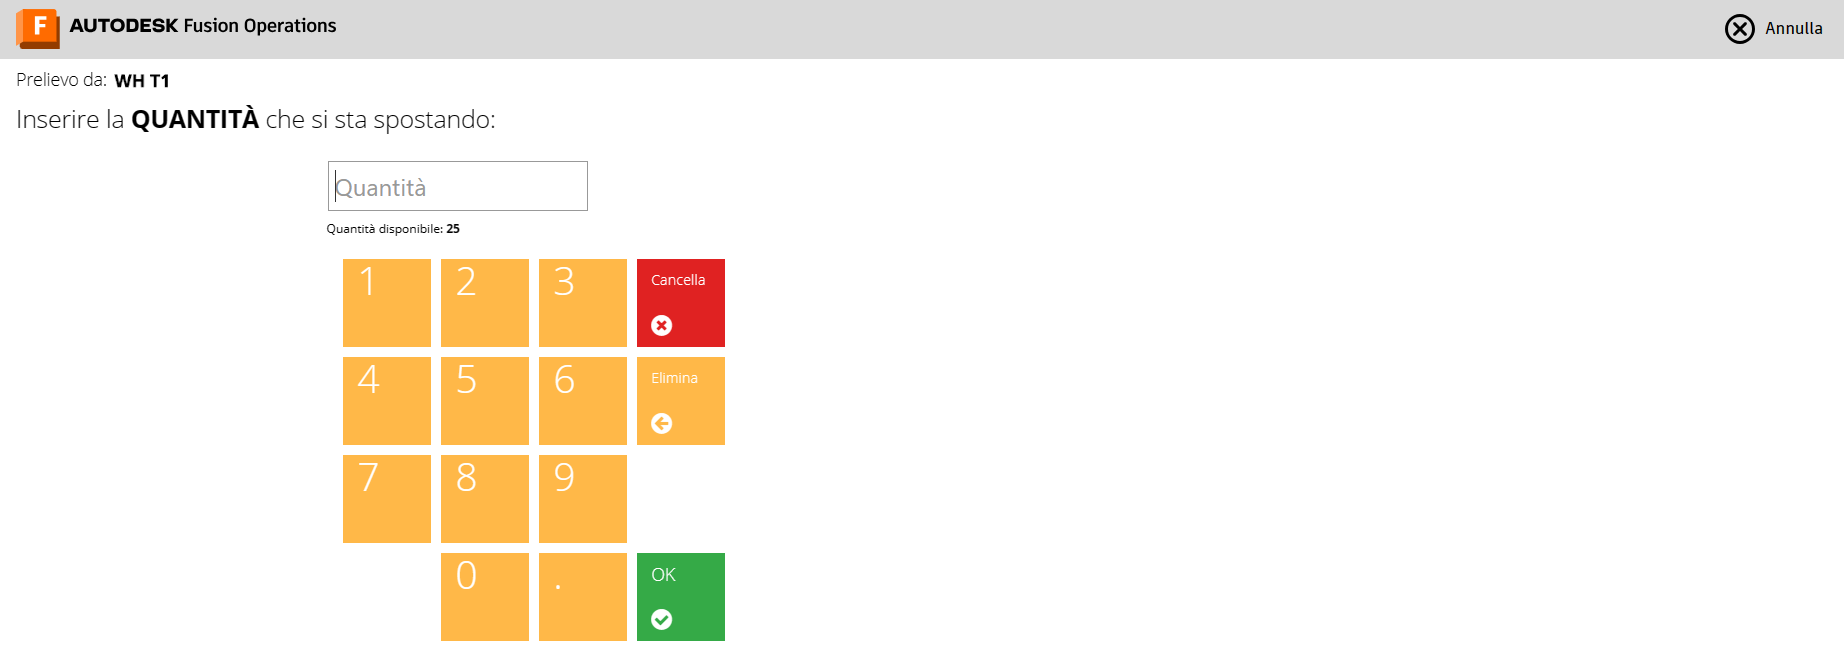 F AUTODESK Fusion Operations
Annulla
Prelievo da: WH T1
Inserire la QUANTITÀ che si sta spostando:
Quantità
Quantità disponibile: 25
1 2 3 Cancella
4 5 6 Elimina
7 8 9
0 . OK